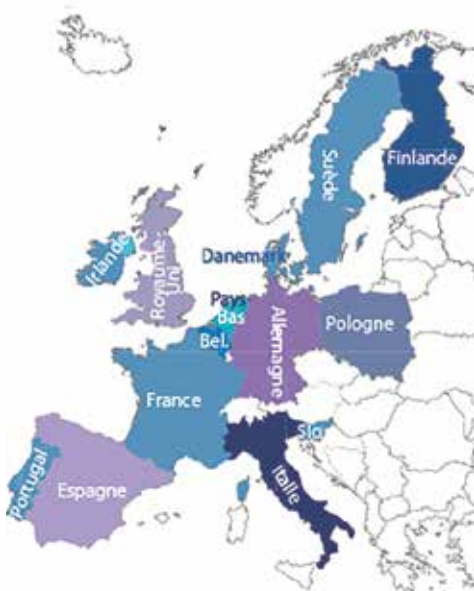 Suède
Finlande
Danemark
Irlande
Royaume-
Uni
Pays
Bas
Bel.
Allemagne
Pologne
France
Slo
Italie
Portugal
Espagne